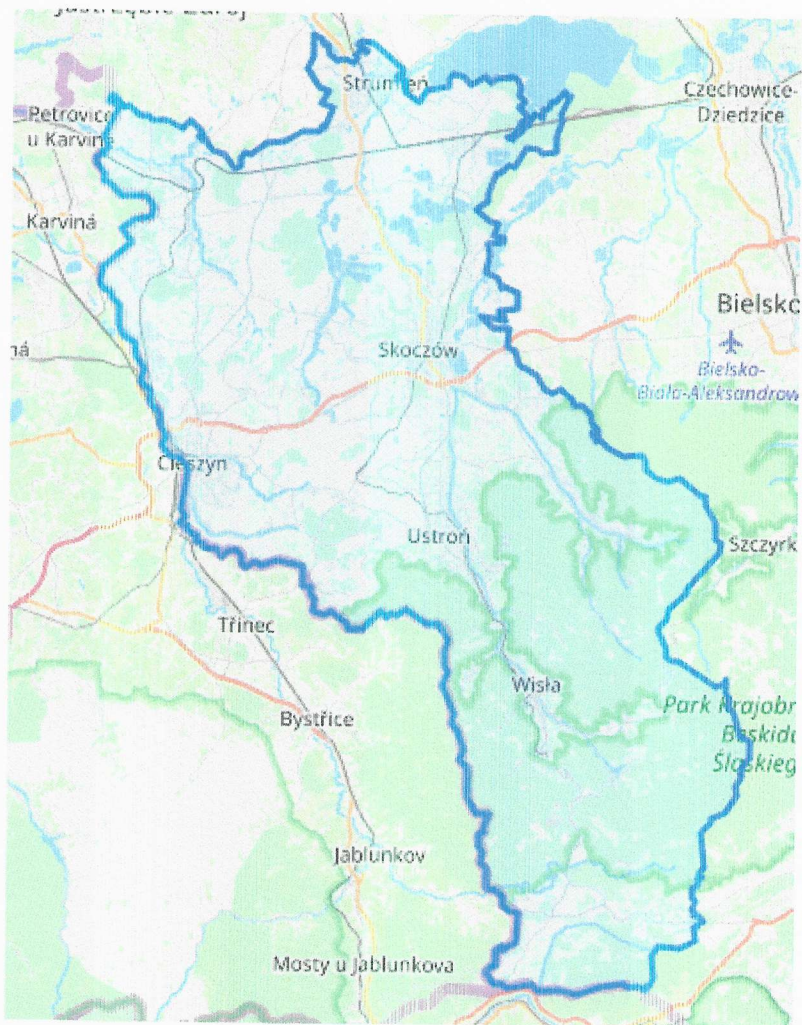 Strumień
Czechowice-
Dziedzice
Petrovice
u Karviné
Karviná
ná
Bielsko
Skoczów
Bielsko-
Biała-Aleksandrow
Cieszyn
Ustroń
Szczyrk
Třinec
Wisła
Park Krajobr
Beskidu
Śląskieg
Bystřice
Jablunkov
Mosty u Jablunkova